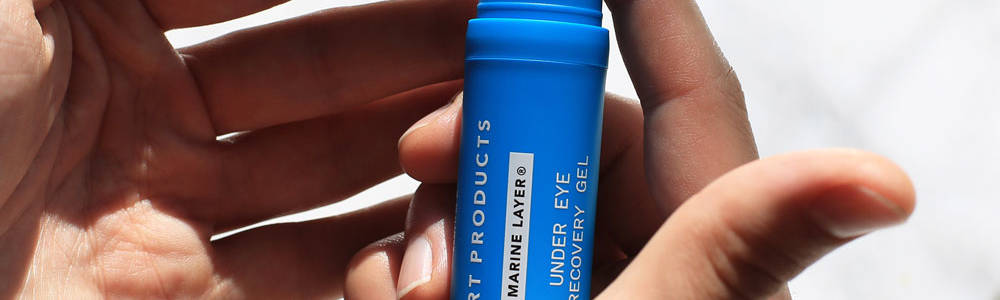 RT PRODUCTS
MARINE LAYER®
UNDER EYE
RECOVERY GEL